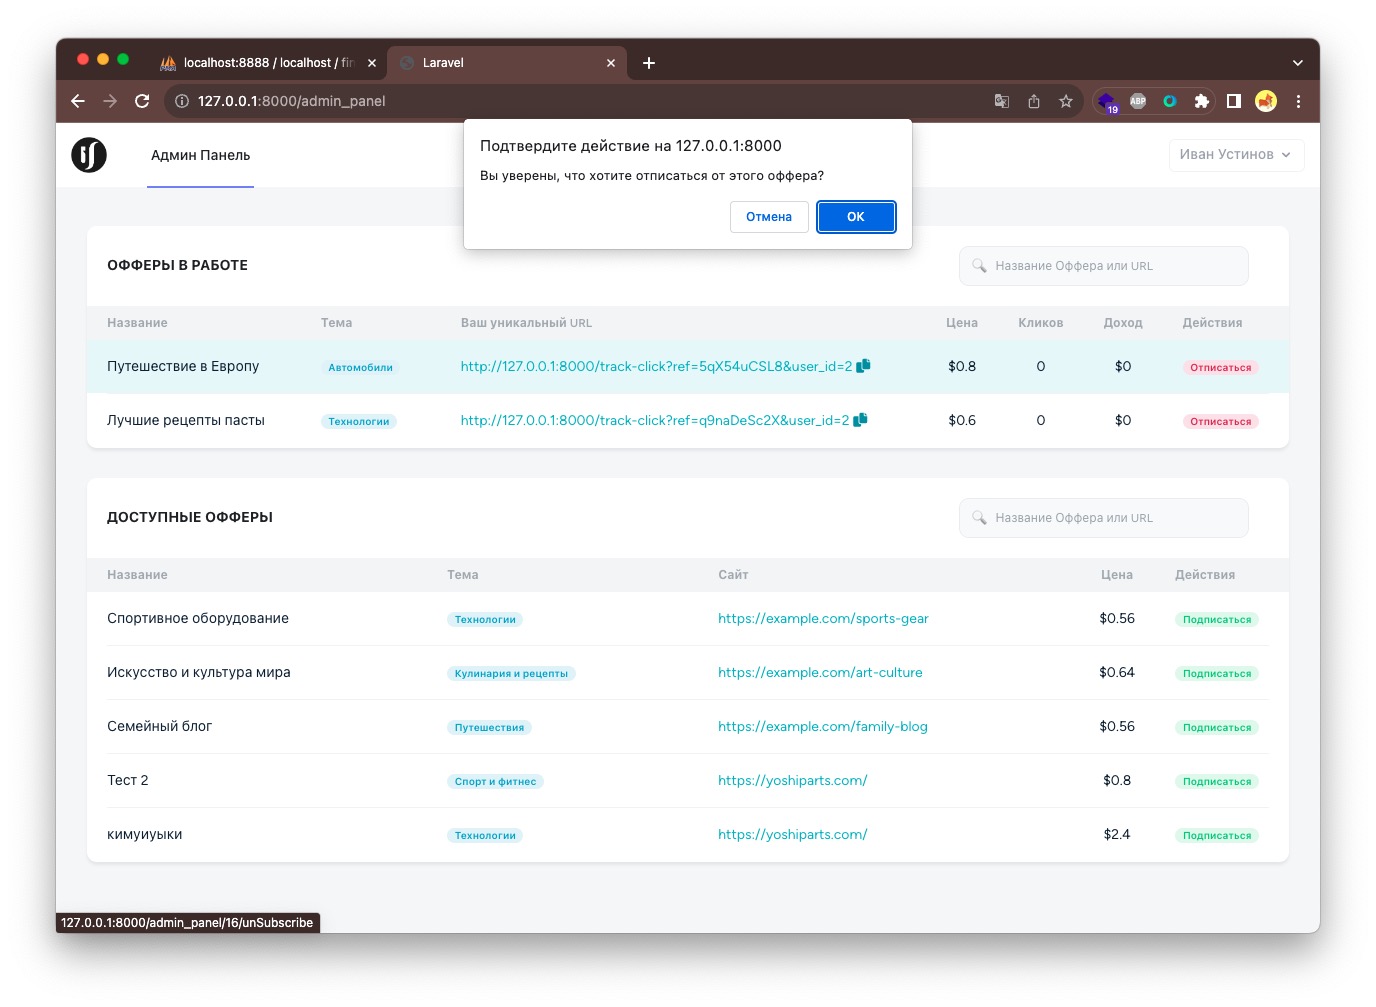 localhost:8888 / localhost / fin
Laravel
127.0.0.1:8000/admin_panel
ABP
19
Админ Панель
Иван Устинов
Подтвердите действие на 127.0.0.1:8000
Вы уверены, что хотите отписаться от этого оффера?
Отмена
ОК
ОФФЕРЫ В РАБОТЕ
Название Оффера или URL
Название Тема Ваш уникальный URL Цена Кликов Доход Действия
Путешествие в Европу Автомобили http://127.0.0.1:8000/track-click?ref=5qX54uCSL8&user_id=2 $0.8 0 $0 Отписаться
Лучшие рецепты пасты Технологии http://127.0.0.1:8000/track-click?ref=q9naDeSc2X&user_id=2 $0.6 0 $0 Отписаться
ДОСТУПНЫЕ ОФФЕРЫ
Название Оффера или URL
Название Тема Сайт Цена Действия
Спортивное оборудование Технологии https://example.com/sports-gear $0.56 Подписаться
Искусство и культура мира Кулинария и рецепты https://example.com/art-culture $0.64 Подписаться
Семейный блог Путешествия https://example.com/family-blog $0.56 Подписаться
Тест 2 Спорт и фитнес https://yoshiparts.com/ $0.8 Подписаться
кимуиуыки Технологии https://yoshiparts.com/ $2.4 Подписаться
127.0.0.1:8000/admin_panel/16/unSubscribe